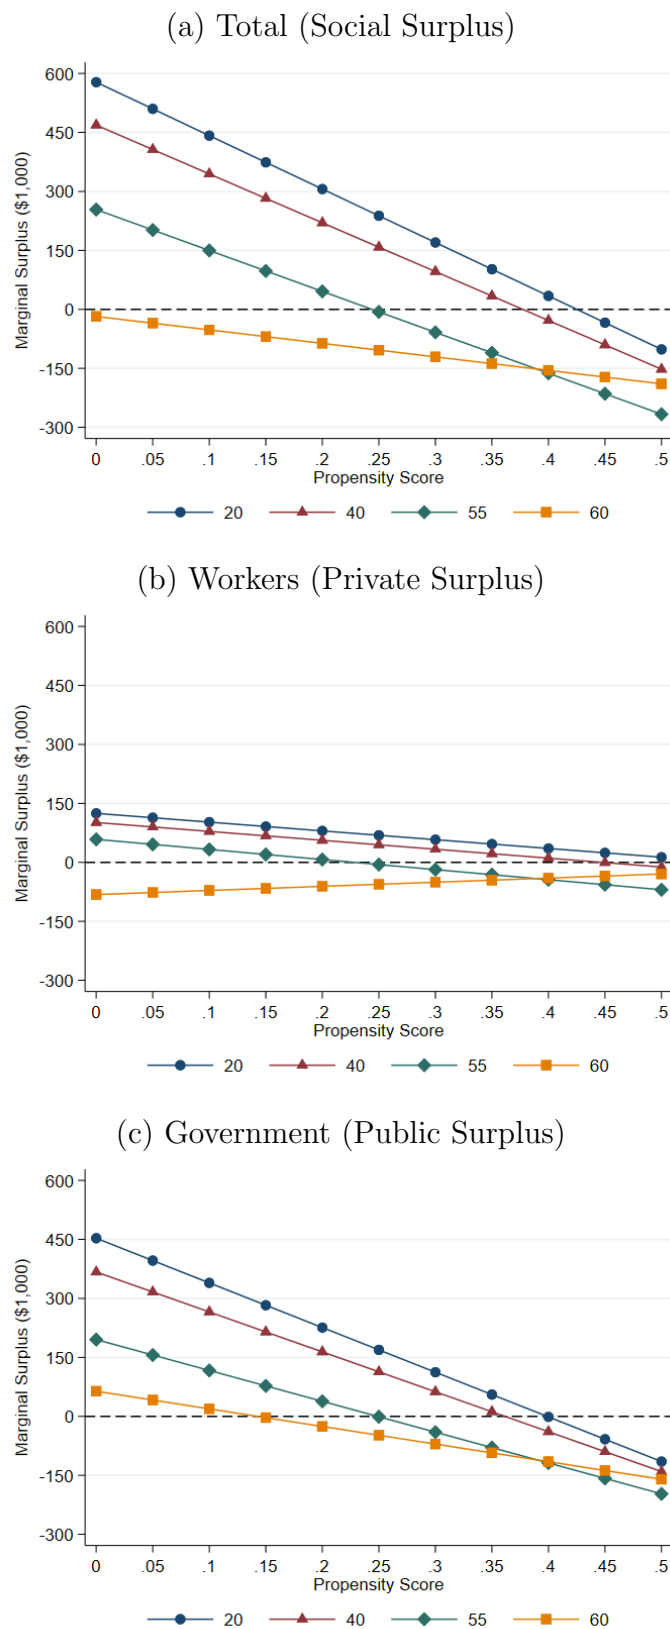 (a) Total (Social Surplus)
Marginal Surplus ($1,000)
600
450
300
150
0
-150
-300
0 .05 .1 .15 .2 .25 .3 .35 .4 .45 .5
Propensity Score
20 40 55 60
(b) Workers (Private Surplus)
Marginal Surplus ($1,000)
600
450
300
150
0
-150
-300
0 .05 .1 .15 .2 .25 .3 .35 .4 .45 .5
Propensity Score
20 40 55 60
(c) Government (Public Surplus)
Marginal Surplus ($1,000)
600
450
300
150
0
-150
-300
0 .05 .1 .15 .2 .25 .3 .35 .4 .45 .5
Propensity Score
20 40 55 60